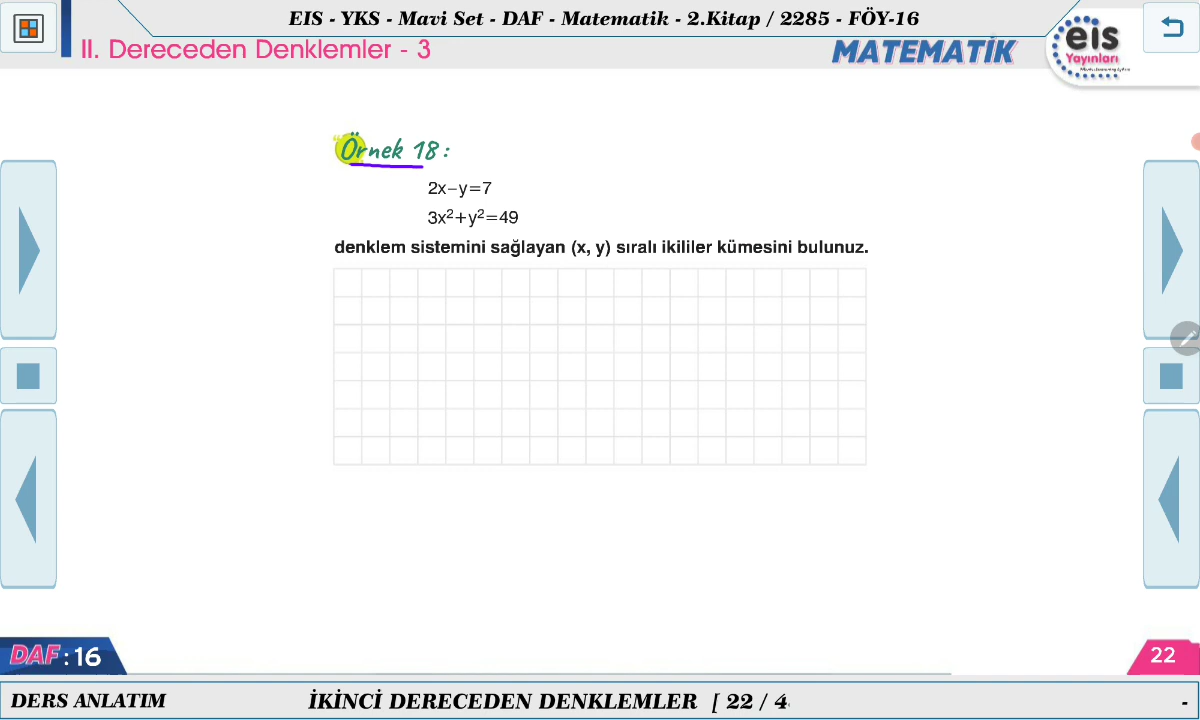 EIS - YKS - Mavi Set - DAF - Matematik - 2.Kitap / 2285 - FÖY-16
II. Dereceden Denklemler - 3
MATEMATİK
eis
Yayınları
Örnek 18:
2x−y=7
3x²+y²=49
denklem sistemini sağlayan (x, y) sıralı ikililer kümesini bulunuz.
DAF : 16
22
DERS ANLATIM
İKİNCİ DERECEDEN DENKLEMLER [ 22 / 4
-